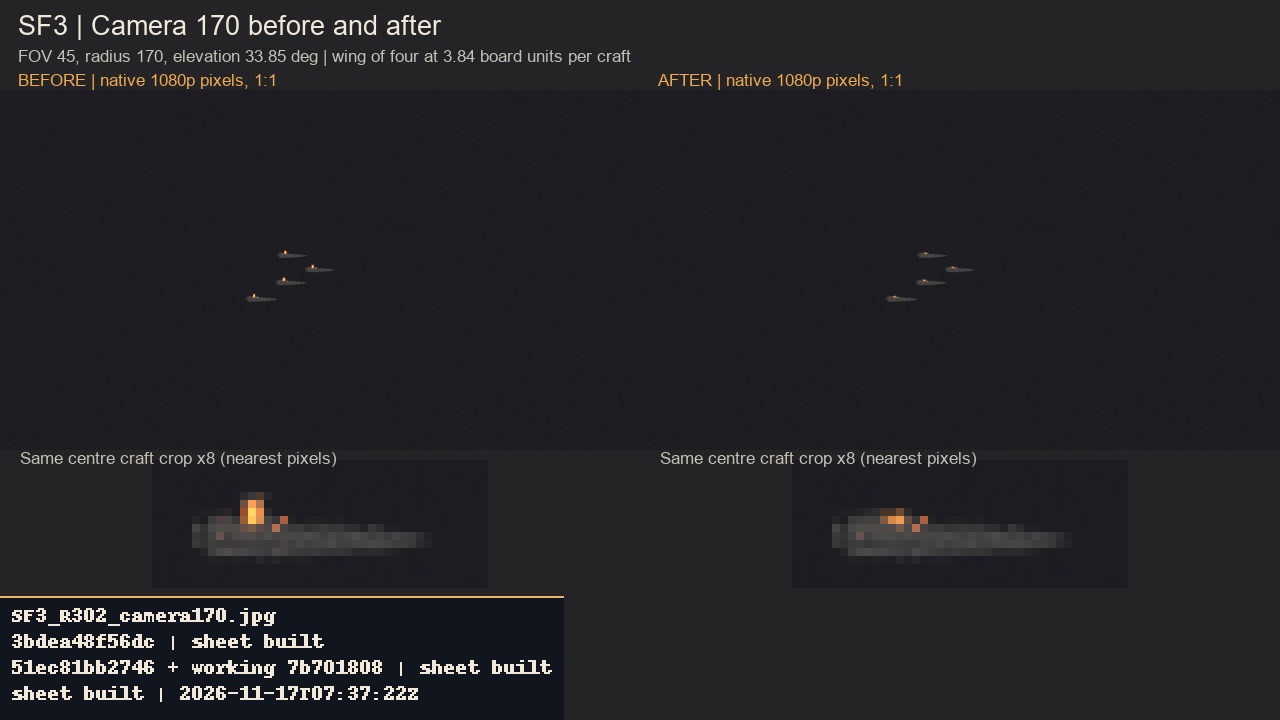 SF3 | Camera 170 before and after
FOV 45, radius 170, elevation 33.85 deg | wing of four at 3.84 board units per craft
BEFORE | native 1080p pixels, 1:1
AFTER | native 1080p pixels, 1:1
Same centre craft crop x8 (nearest pixels)
Same centre craft crop x8 (nearest pixels)
SF3_R302_camera170.jpg
3bdea48f56dc | sheet built
51ec81bb2746 + working 7b701808 | sheet built
sheet built | 2026-11-17T07:37:22Z